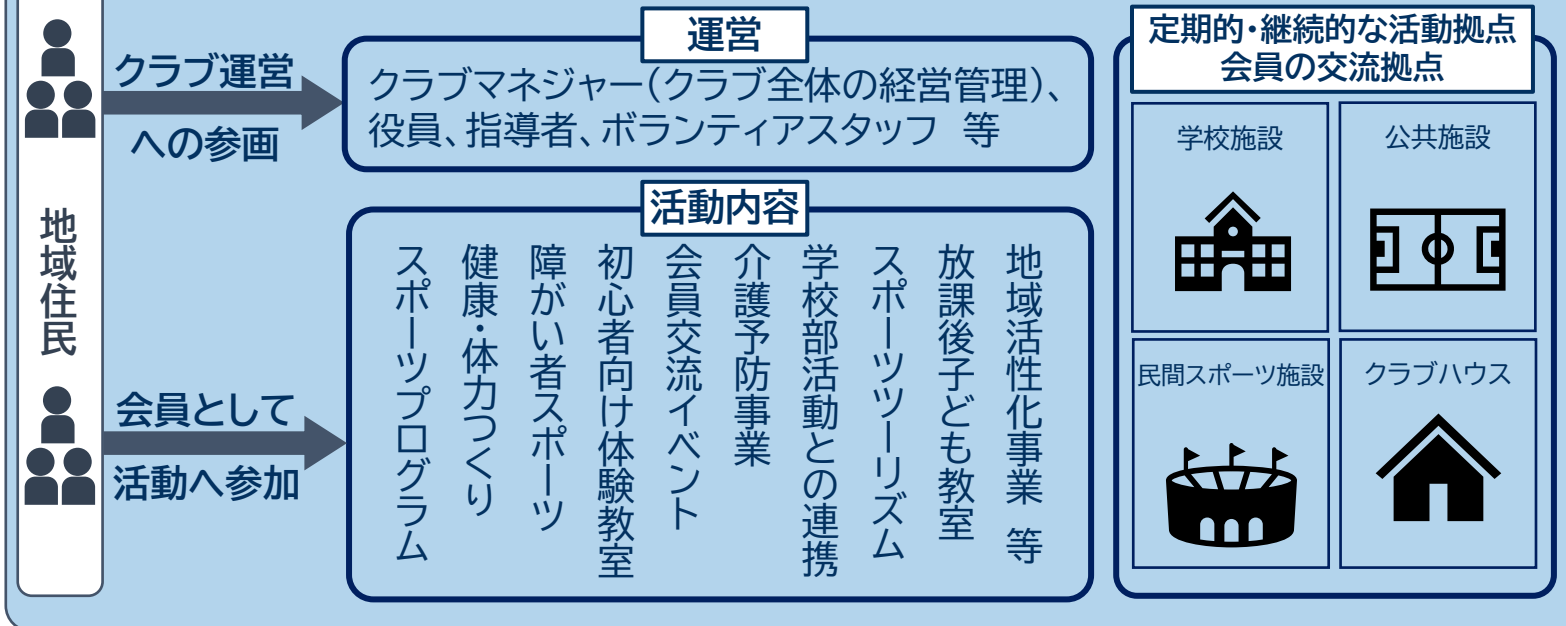 地域住民
クラブ運営
への参画
会員として
活動へ参加
運営
クラブマネジャー(クラブ全体の経営管理)、
役員、指導者、ボランティアスタッフ 等
活動内容
スポーツプログラム
健康・体力つくり
障がい者スポーツ
初心者向け体験教室
会員交流イベント
介護予防事業
学校部活動との連携
スポーツツーリズム
放課後子ども教室
地域活性化事業 等
定期的・継続的な活動拠点
会員の交流拠点
学校施設
公共施設
民間スポーツ施設
クラブハウス